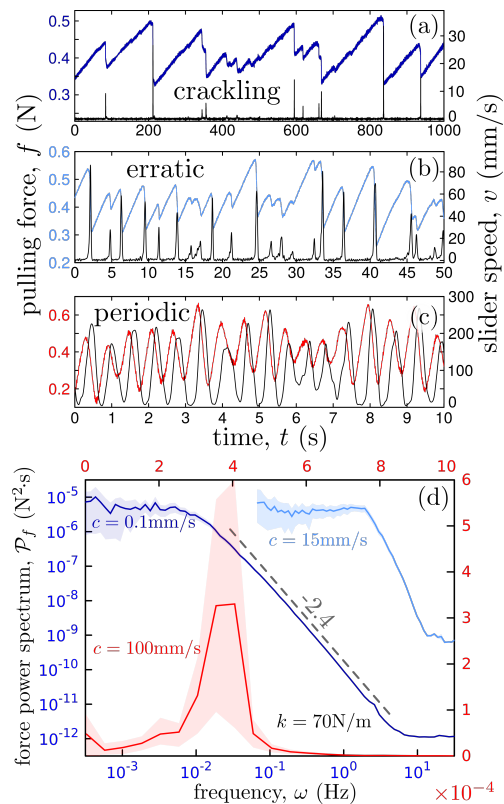 (a)
crackling
0.5
0.4
0.3
30
20
10
0
0 200 400 600 800 1000
(b)
erratic
0.6
0.5
0.4
0.3
0.2
80
60
40
20
0
0 5 10 15 20 25 30 35 40 45 50
(c)
periodic
0.6
0.4
0.2
300
200
100
0
0 1 2 3 4 5 6 7 8 9 10
pulling force, f (N)
slider speed, v (mm/s)
time, t (s)
0 2 4 6 8 10
(d)
c = 0.1mm/s
c = 15mm/s
c = 100mm/s
-2.4
k = 70N/m
10⁻⁵
10⁻⁶
10⁻⁷
10⁻⁸
10⁻⁹
10⁻¹⁰
10⁻¹¹
10⁻¹²
6
5
4
3
2
1
0
10⁻³ 10⁻² 10⁻¹ 10⁰ 10¹
force power spectrum, 𝒫f (N²·s)
frequency, ω (Hz)
×10⁻⁴